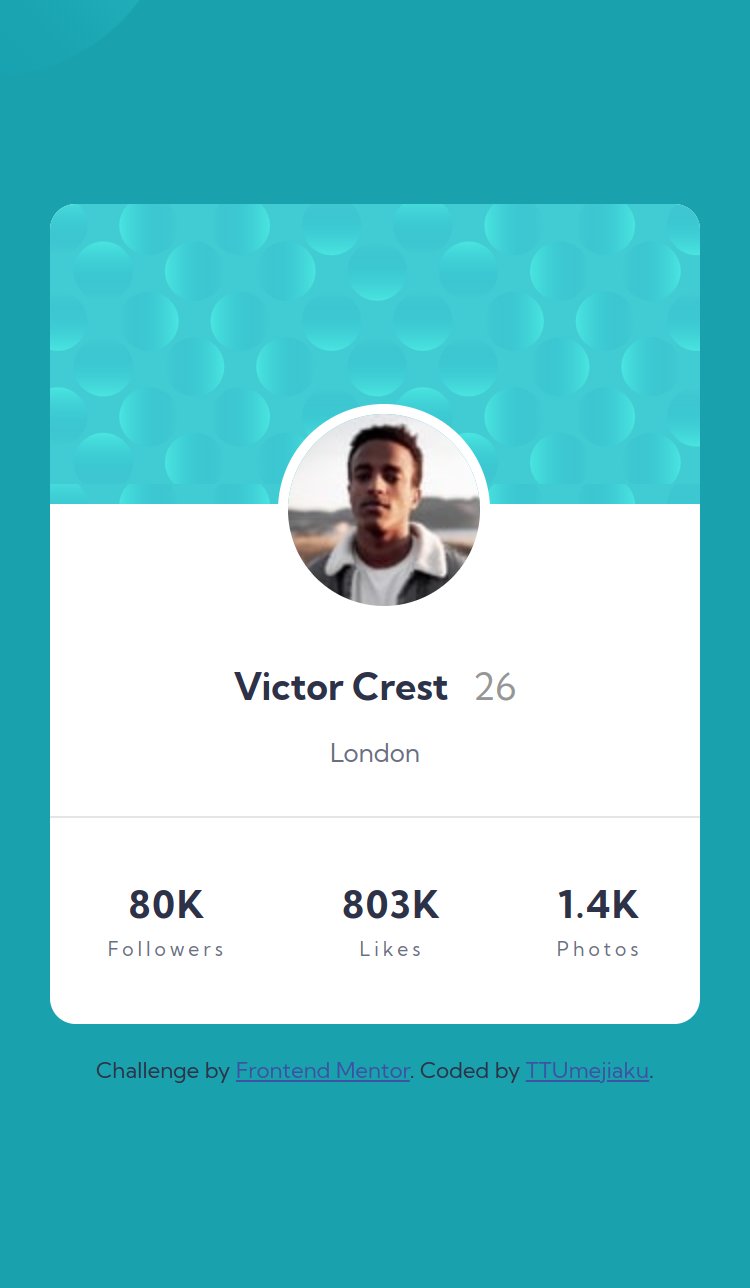 Victor Crest 26
London
80K 803K 1.4K
Followers Likes Photos
Challenge by Frontend Mentor. Coded by TTUmejiaku.